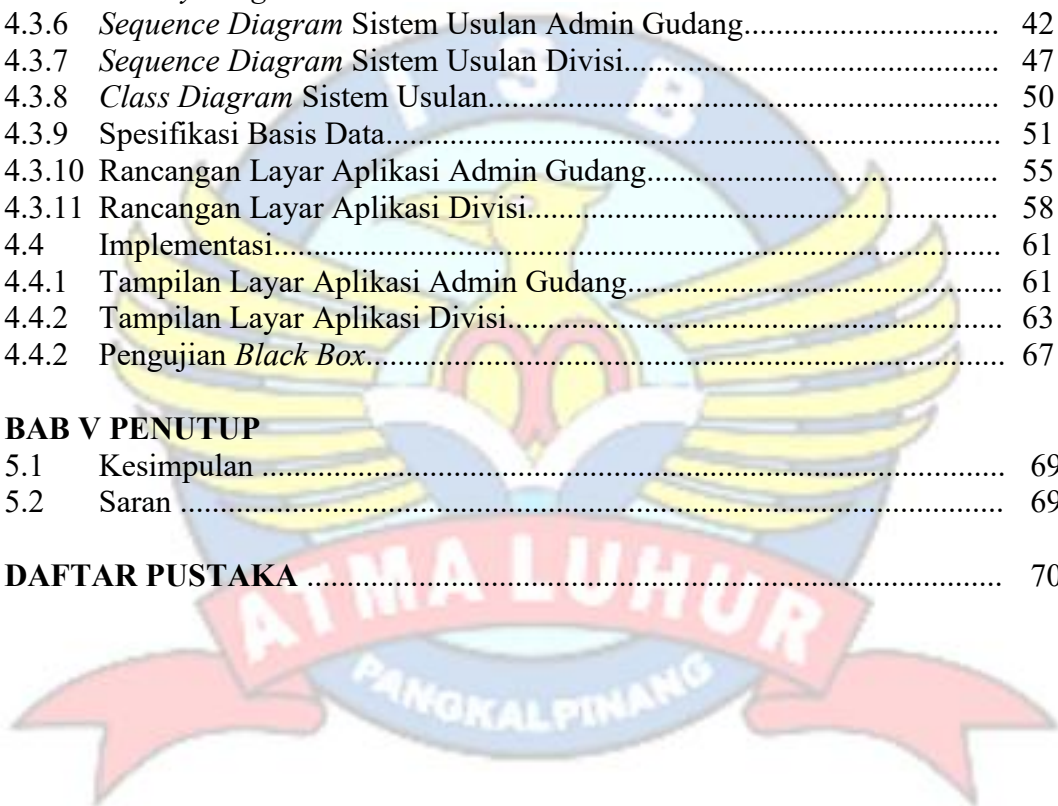 4.3.6 Sequence Diagram Sistem Usulan Admin Gudang............................... 42
4.3.7 Sequence Diagram Sistem Usulan Divisi.............................................. 47
4.3.8 Class Diagram Sistem Usulan............................................................... 50
4.3.9 Spesifikasi Basis Data........................................................................... 51
4.3.10 Rancangan Layar Aplikasi Admin Gudang........................................... 55
4.3.11 Rancangan Layar Aplikasi Divisi.......................................................... 58
4.4 Implementasi......................................................................................... 61
4.4.1 Tampilan Layar Aplikasi Admin Gudang.............................................. 61
4.4.2 Tampilan Layar Aplikasi Divisi............................................................. 63
4.4.2 Pengujian Black Box.............................................................................. 67
BAB V PENUTUP
5.1 Kesimpulan ........................................................................................... 69
5.2 Saran ..................................................................................................... 69
DAFTAR PUSTAKA ..................................................................................... 70
I S B
ATMA LUHUR
PANGKALPINANG